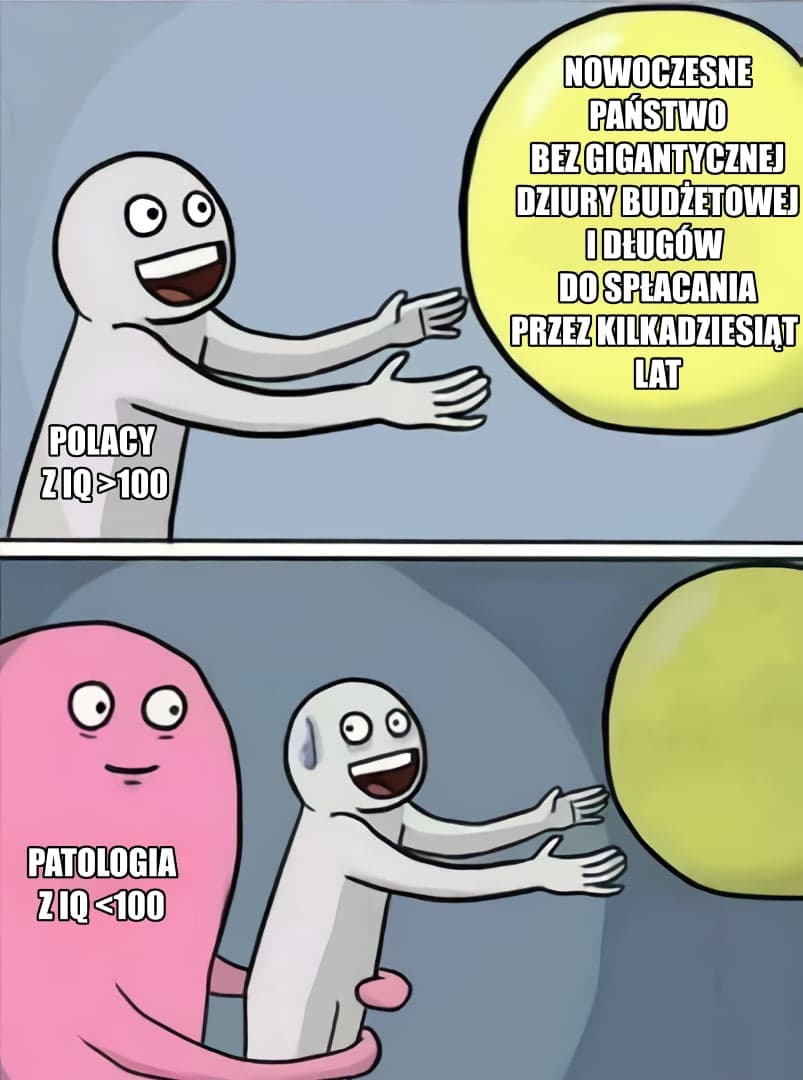 NOWOCZESNE
PAŃSTWO
BEZ GIGANTYCZNEJ
DZIURY BUDŻETOWEJ
I DŁUGÓW
DO SPŁACANIA
PRZEZ KILKADZIESIĄT
LAT
POLACY
Z IQ >100
PATOLOGIA
Z IQ <100